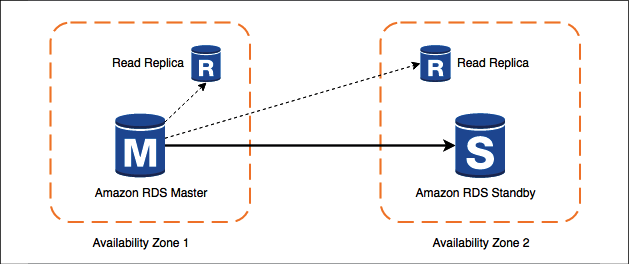 Read Replica
R
R
Read Replica
M
S
Amazon RDS Master
Amazon RDS Standby
Availability Zone 1
Availability Zone 2